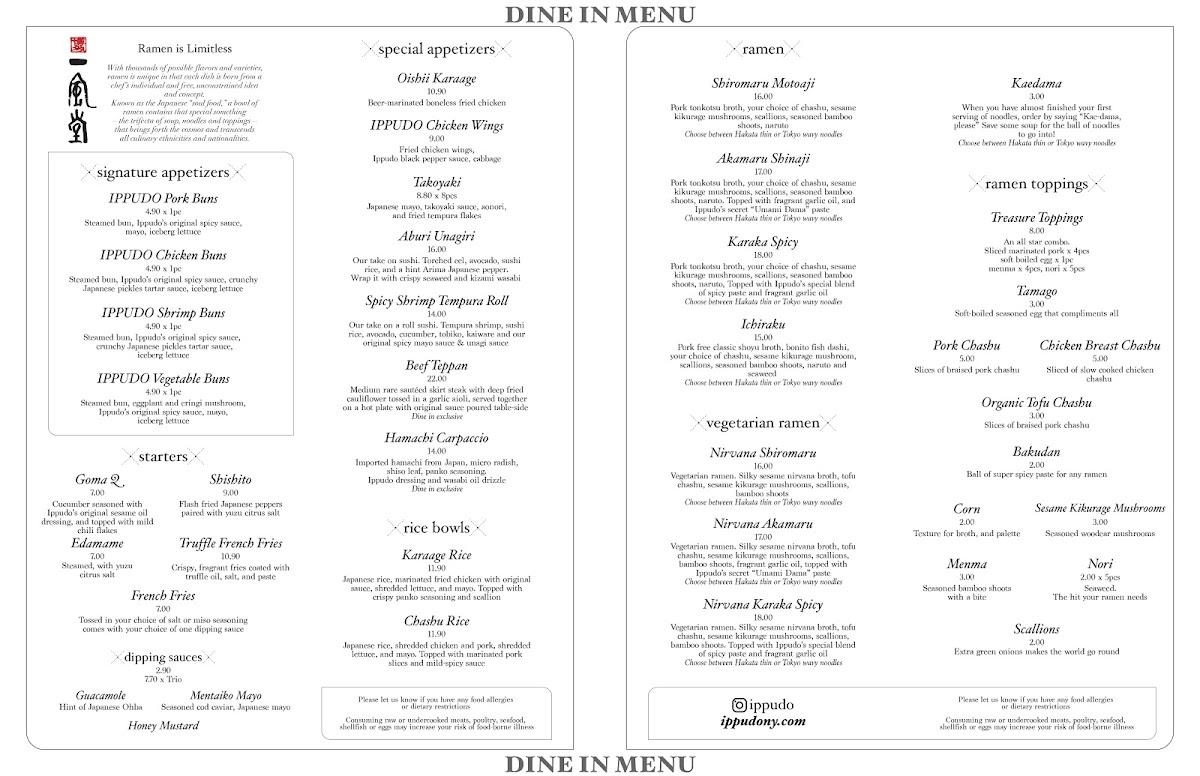 DINE IN MENU
一風堂
Ramen is Limitless
With thousands of possible flavors and varieties,
ramen is unique in that each dish is born from a
chef's individual and free, unconstrained idea
and concept.
Known as the Japanese "soul food," a bowl of
ramen contains that special something
—the trifecta of soup, noodles and toppings—
that brings forth the cosmos and transcends
all culinary ethnicities and nationalities.
signature appetizers
IPPUDO Pork Buns
4.90 x 1pc
Steamed bun, Ippudo's original spicy sauce,
mayo, iceberg lettuce
IPPUDO Chicken Buns
4.90 x 1pc
Steamed bun, Ippudo's original spicy sauce, crunchy
Japanese pickles tartar sauce, iceberg lettuce
IPPUDO Shrimp Buns
4.90 x 1pc
Steamed bun, Ippudo's original spicy sauce,
crunchy Japanese pickles tartar sauce,
iceberg lettuce
IPPUDO Vegetable Buns
4.90 x 1pc
Steamed bun, eggplant and eringi mushroom,
Ippudo's original spicy sauce, mayo,
iceberg lettuce
starters
Goma Q
7.00
Cucumber seasoned with
Ippudo's original sesame oil
dressing, and topped with mild
chili flakes
Shishito
9.00
Flash fried Japanese peppers
paired with yuzu citrus salt
Edamame
7.00
Steamed, with yuzu
citrus salt
Truffle French Fries
10.90
Crispy, fragrant fries coated with
truffle oil, salt, and paste
French Fries
7.00
Tossed in your choice of salt or miso seasoning
comes with your choice of one dipping sauce
dipping sauces
2.90
7.70 x Trio
Guacamole
Hint of Japanese Ohba
Mentaiko Mayo
Seasoned cod caviar, Japanese mayo
Honey Mustard
special appetizers
Oishii Karaage
10.90
Beer-marinated boneless fried chicken
IPPUDO Chicken Wings
9.00
Fried chicken wings,
Ippudo black pepper sauce, cabbage
Takoyaki
8.80 x 8pcs
Japanese mayo, takoyaki sauce, aonori,
and fried tempura flakes
Aburi Unagiri
16.00
Our take on sushi. Torched eel, avocado, sushi
rice, and a hint Arima Japanese pepper.
Wrap it with crispy seaweed and kizami wasabi
Spicy Shrimp Tempura Roll
14.00
Our take on a roll sushi. Tempura shrimp, sushi
rice, avocado, cucumber, tobiko, kaiware and our
original spicy mayo sauce & unagi sauce
Beef Teppan
22.00
Medium rare sautéed skirt steak with deep fried
cauliflower tossed in a garlic aioli, served together
on a hot plate with original sauce poured table-side
Dine in exclusive
Hamachi Carpaccio
14.00
Imported hamachi from Japan, micro radish,
shiso leaf, panko seasoning.
Ippudo dressing and wasabi oil drizzle
Dine in exclusive
rice bowls
Karaage Rice
11.90
Japanese rice, marinated fried chicken with original
sauce, shredded lettuce, and mayo. Topped with
crispy panko seasoning and scallion
Chashu Rice
11.90
Japanese rice, shredded chicken and pork, shredded
lettuce, and mayo. Topped with marinated pork
slices and mild-spicy sauce
Please let us know if you have any food allergies
or dietary restrictions
Consuming raw or undercooked meats, poultry, seafood,
shellfish or eggs may increase your risk of food-borne illness
ramen
Shiromaru Motoaji
16.00
Pork tonkotsu broth, your choice of chashu, sesame
kikurage mushrooms, scallions, seasoned bamboo
shoots, naruto
Choose between Hakata thin or Tokyo wavy noodles
Akamaru Shinaji
17.00
Pork tonkotsu broth, your choice of chashu, sesame
kikurage mushrooms, scallions, seasoned bamboo
shoots, naruto. Topped with fragrant garlic oil, and
Ippudo's secret "Umami Dama" paste
Choose between Hakata thin or Tokyo wavy noodles
Karaka Spicy
18.00
Pork tonkotsu broth, your choice of chashu, sesame
kikurage mushrooms, scallions, seasoned bamboo
shoots, naruto, Topped with Ippudo's special blend
of spicy paste and fragrant garlic oil
Choose between Hakata thin or Tokyo wavy noodles
Ichiraku
15.00
Pork free classic shoyu broth, bonito fish dashi,
your choice of chashu, sesame kikurage mushroom,
scallions, seasoned bamboo shoots, naruto and
seaweed
Choose between Hakata thin or Tokyo wavy noodles
vegetarian ramen
Nirvana Shiromaru
16.00
Vegetarian ramen. Silky sesame nirvana broth, tofu
chashu, sesame kikurage mushrooms, scallions,
bamboo shoots
Choose between Hakata thin or Tokyo wavy noodles
Nirvana Akamaru
17.00
Vegetarian ramen. Silky sesame nirvana broth, tofu
chashu, sesame kikurage mushrooms, scallions,
bamboo shoots, fragrant garlic oil, topped with
Ippudo's secret "Umami Dama" paste
Choose between Hakata thin or Tokyo wavy noodles
Nirvana Karaka Spicy
18.00
Vegetarian ramen. Silky sesame nirvana broth, tofu
chashu, sesame kikurage mushrooms, scallions,
bamboo shoots. Topped with Ippudo's special blend
of spicy paste and fragrant garlic oil
Choose between Hakata thin or Tokyo wavy noodles
Kaedama
3.00
When you have almost finished your first
serving of noodles, order by saying "Kae-dama,
please" Save some soup for the ball of noodles
to go into!
Choose between Hakata thin or Tokyo wavy noodles
ramen toppings
Treasure Toppings
8.00
An all star combo.
Sliced marinated pork x 4pcs
soft boiled egg x 1pc
menma x 4pcs, nori x 5pcs
Tamago
3.00
Soft-boiled seasoned egg that compliments all
Pork Chashu
5.00
Slices of braised pork chashu
Chicken Breast Chashu
5.00
Sliced of slow cooked chicken
chashu
Organic Tofu Chashu
3.00
Slices of braised pork chashu
Bakudan
2.00
Ball of super spicy paste for any ramen
Corn
2.00
Texture for broth, and palette
Sesame Kikurage Mushrooms
3.00
Seasoned woodear mushrooms
Menma
3.00
Seasoned bamboo shoots
with a bite
Nori
2.00 x 5pcs
Seaweed.
The hit your ramen needs
Scallions
2.00
Extra green onions makes the world go round
ippudo
ippudony.com
Please let us know if you have any food allergies
or dietary restrictions
Consuming raw or undercooked meats, poultry, seafood,
shellfish or eggs may increase your risk of food-borne illness
DINE IN MENU